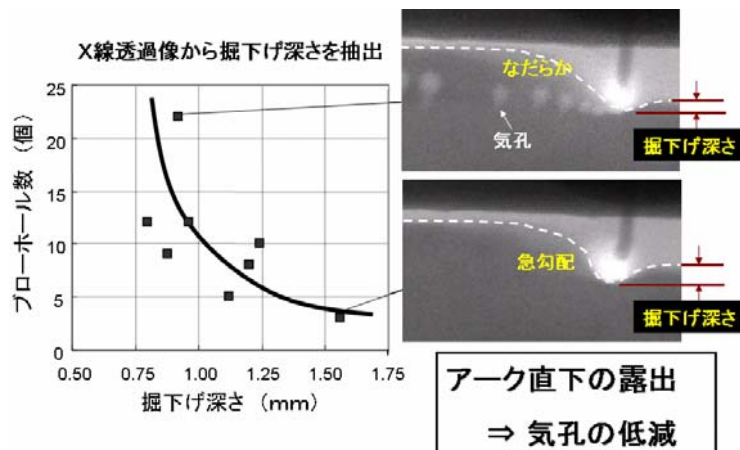 X線透過像から掘下げ深さを抽出
ブローホール数 (個)
25
20
15
10
5
0
0.50
0.75
1.00
1.25
1.50
1.75
掘下げ深さ (mm)
なだらか
気孔
掘下げ深さ
急勾配
掘下げ深さ
アーク直下の露出
⇒ 気孔の低減